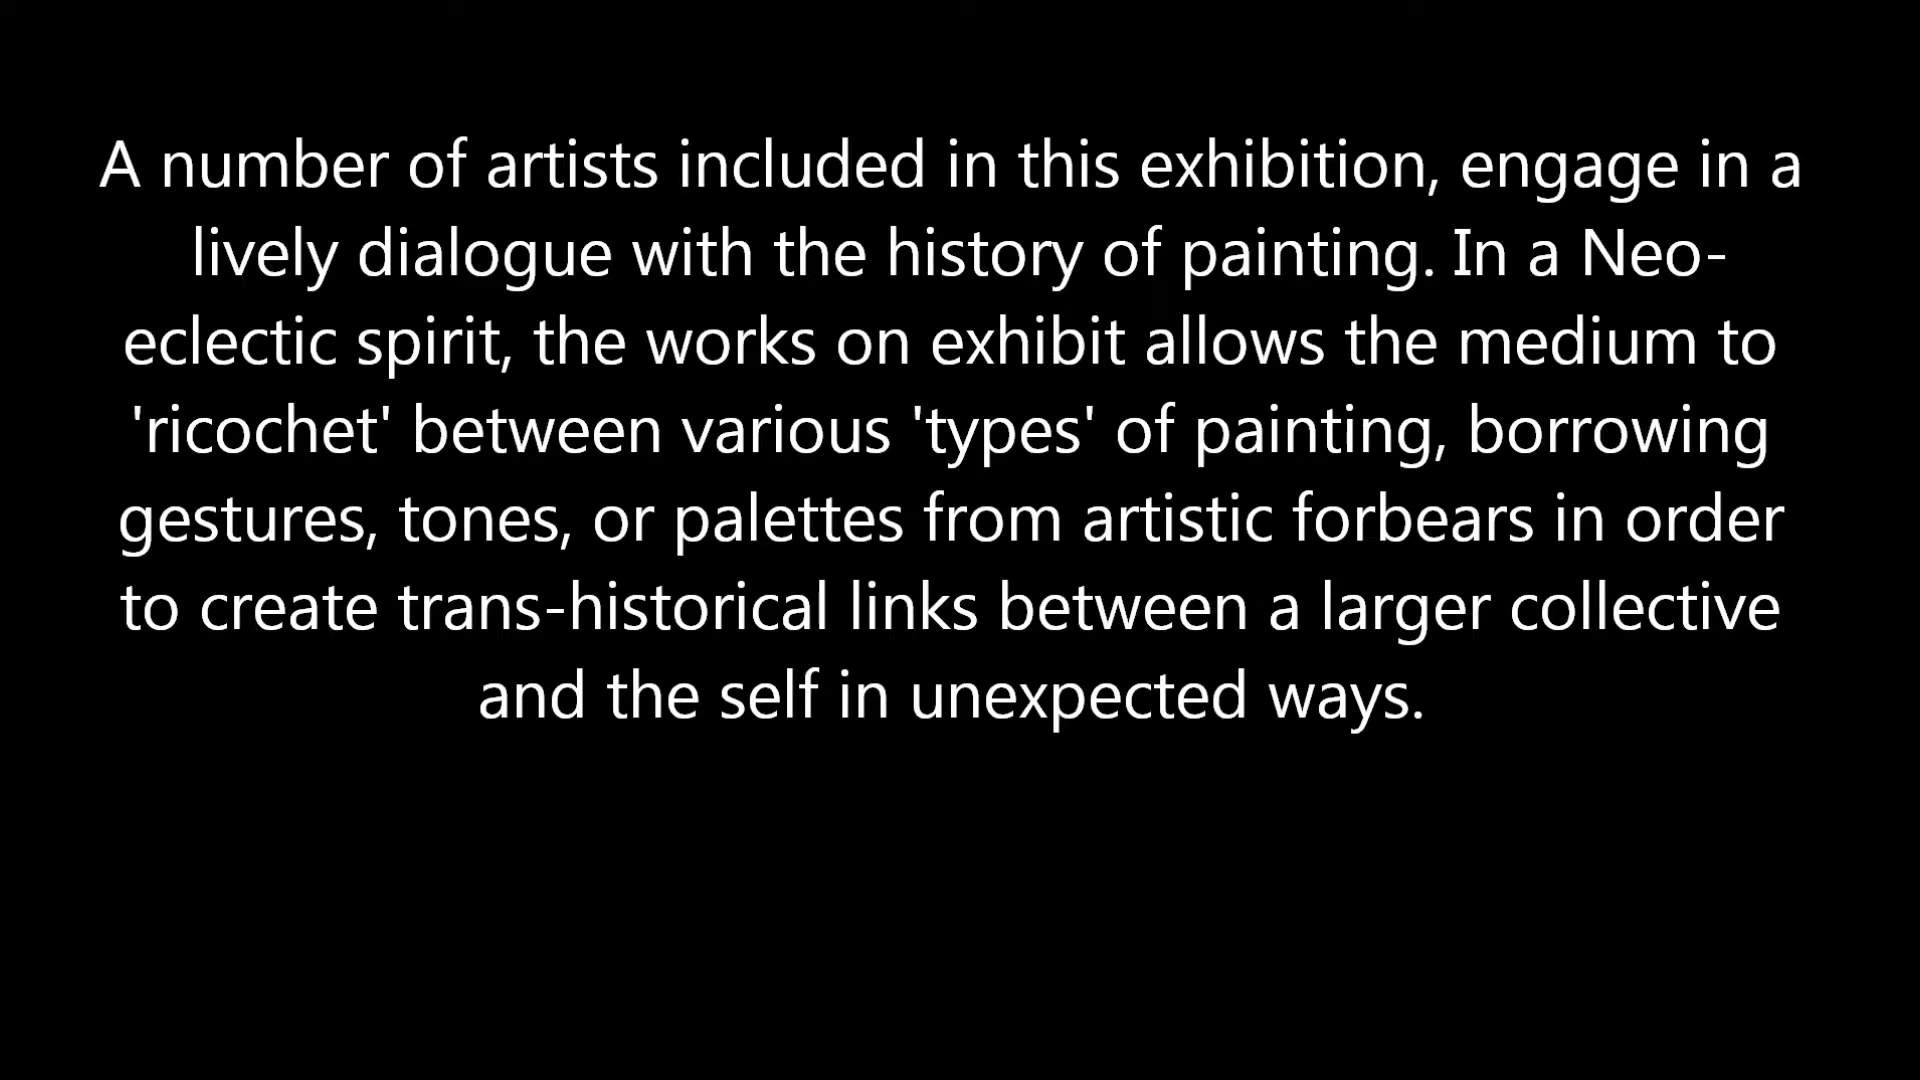 A number of artists included in this exhibition, engage in a
lively dialogue with the history of painting. In a Neo-
eclectic spirit, the works on exhibit allows the medium to
'ricochet' between various 'types' of painting, borrowing
gestures, tones, or palettes from artistic forbears in order
to create trans-historical links between a larger collective
and the self in unexpected ways.